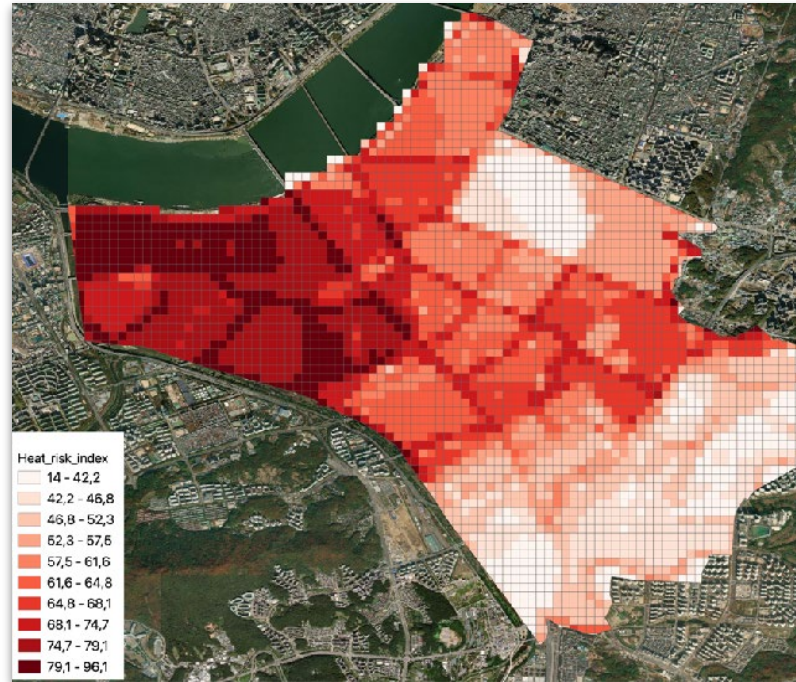 Heat_risk_index
14 - 42,2
42,2 - 46,8
46,8 - 52,3
52,3 - 57,5
57,5 - 61,6
61,6 - 64,8
64,8 - 68,1
68,1 - 74,7
74,7 - 79,1
79,1 - 96,1